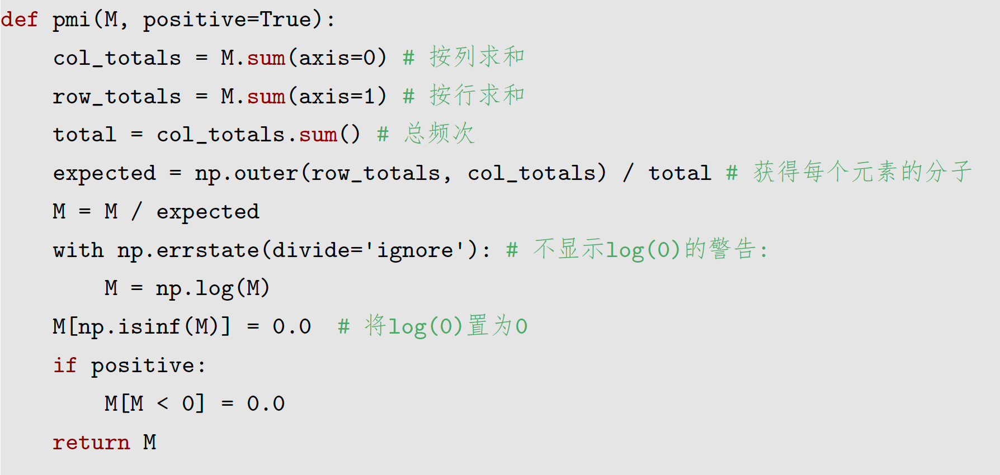 def pmi(M, positive=True):
    col_totals = M.sum(axis=0) # 按列求和
    row_totals = M.sum(axis=1) # 按行求和
    total = col_totals.sum() # 总频次
    expected = np.outer(row_totals, col_totals) / total # 获得每个元素的分子
    M = M / expected
    with np.errstate(divide='ignore'): # 不显示log(0)的警告:
        M = np.log(M)
    M[np.isinf(M)] = 0.0  # 将log(0)置为0
    if positive:
        M[M < 0] = 0.0
    return M